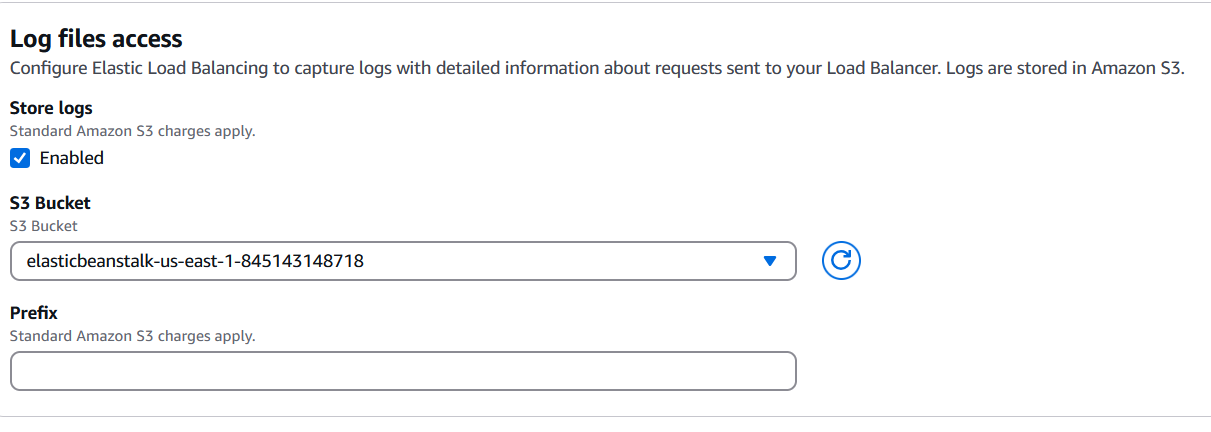 Log files access
Configure Elastic Load Balancing to capture logs with detailed information about requests sent to your Load Balancer. Logs are stored in Amazon S3.
Store logs
Standard Amazon S3 charges apply.
Enabled
S3 Bucket
S3 Bucket
elasticbeanstalk-us-east-1-845143148718
Prefix
Standard Amazon S3 charges apply.